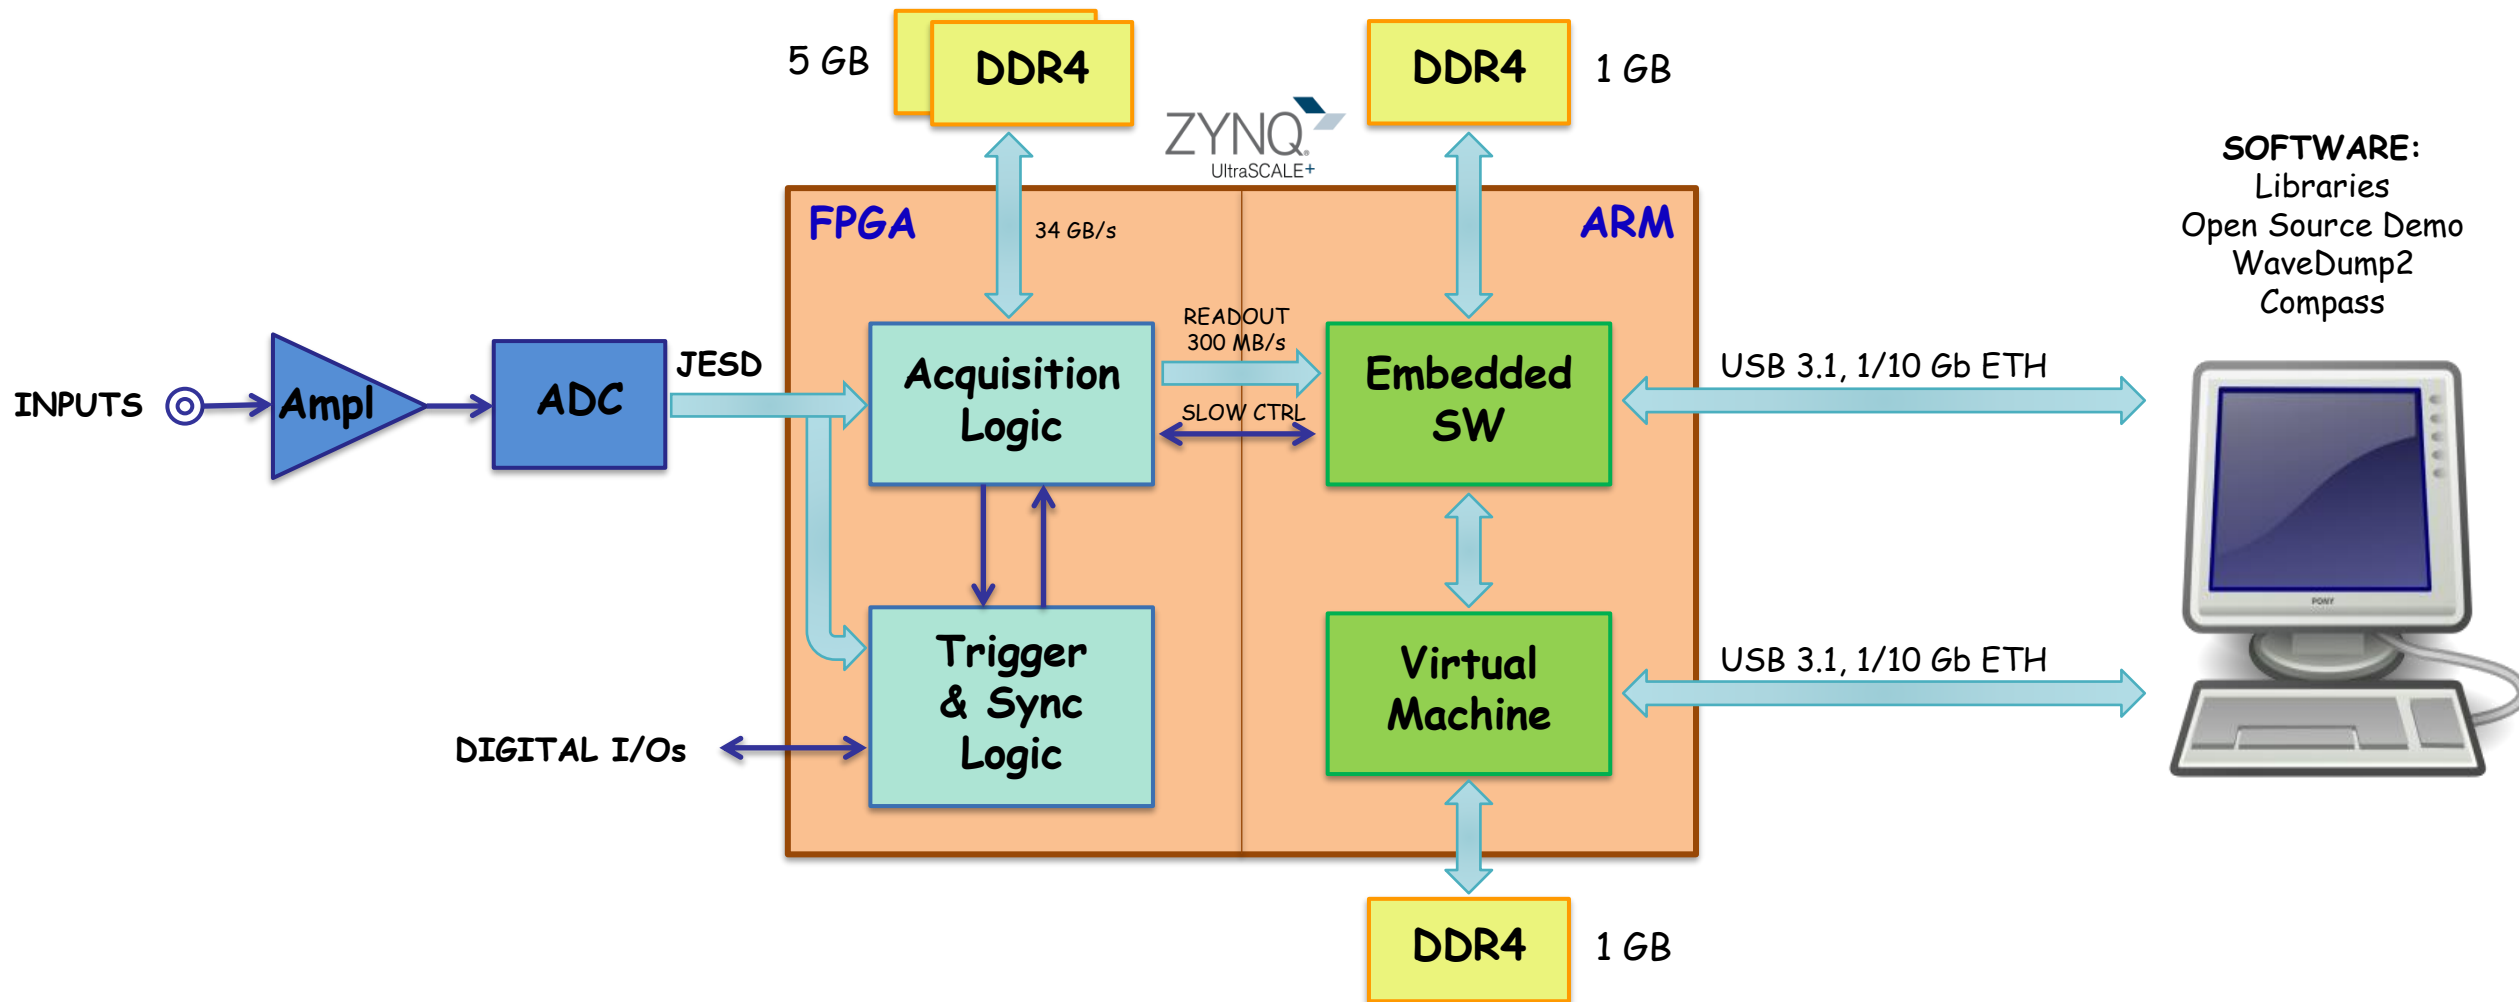 5 GB
DDR4
DDR4
1 GB
ZYNQ®
UltraSCALE+
SOFTWARE:
Libraries
Open Source Demo
WaveDump2
Compass
FPGA
34 GB/s
ARM
INPUTS
Ampl
ADC
JESD
Acquisition
Logic
READOUT
300 MB/s
SLOW CTRL
Embedded
SW
USB 3.1, 1/10 Gb ETH
PONY
Trigger
& Sync
Logic
DIGITAL I/Os
Virtual
Machine
USB 3.1, 1/10 Gb ETH
DDR4
1 GB